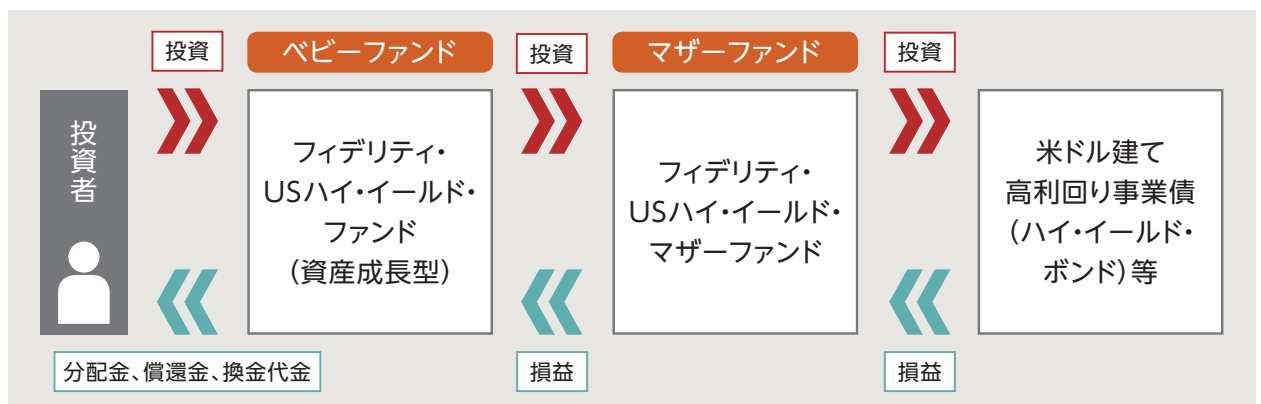 投資
ベビーファンド
投資
マザーファンド
投資
投資者
フィデリティ・
USハイ・イールド・
ファンド
(資産成長型)
フィデリティ・
USハイ・イールド・
マザーファンド
米ドル建て
高利回り事業債
(ハイ・イールド・
ボンド)等
分配金、償還金、換金代金
損益
損益